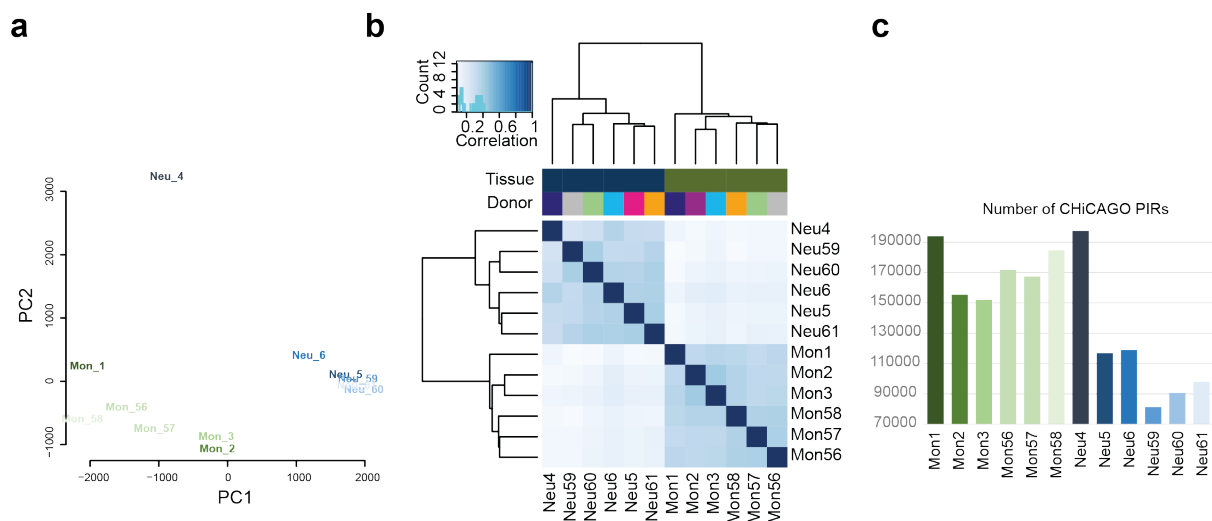 a
b
c
Neu_4
3000
2000
1000
0
-1000
PC2
Neu_6
Mon_1
Neu_5
Neu_59
Neu_60
Mon_56
Mon_58
Mon_57
Mon_3
Mon_2
−2000
−1000
0
1000
2000
PC1
Count
0 4 8 12
0.2 0.6 1
Correlation
Tissue
Donor
Neu4
Neu59
Neu60
Neu6
Neu5
Neu61
Mon1
Mon2
Mon3
Mon58
Mon57
Mon56
Neu4
Neu59
Neu60
Neu6
Neu5
Neu61
Mon1
Mon2
Mon3
Mon58
Mon57
Mon56
Number of CHiCAGO PIRs
190000
170000
150000
130000
110000
90000
70000
Mon1
Mon2
Mon3
Mon56
Mon57
Mon58
Neu4
Neu5
Neu6
Neu59
Neu60
Neu61